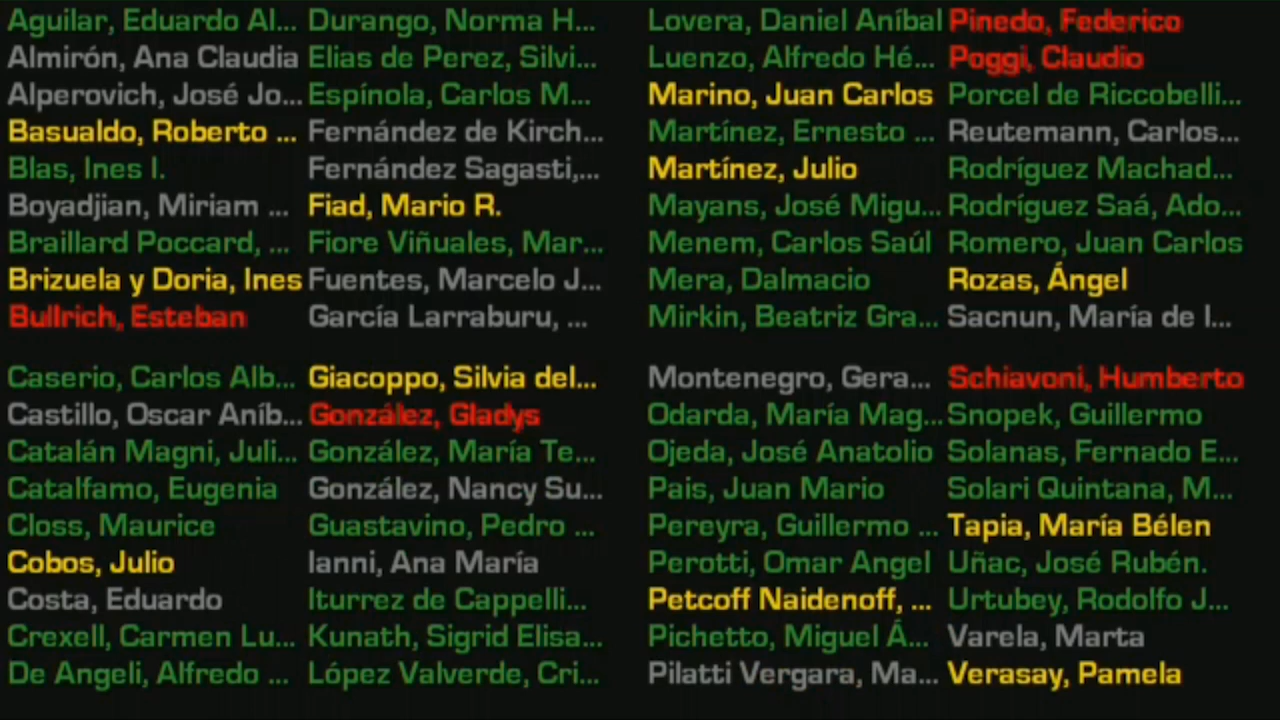 Aguilar, Eduardo Al... Durango, Norma H... Lovera, Daniel Aníbal Pinedo, Federico
Almirón, Ana Claudia Elias de Perez, Silvi... Luenzo, Alfredo Hé... Poggi, Claudio
Alperovich, José Jo... Espínola, Carlos M... Marino, Juan Carlos Porcel de Riccobelli...
Basualdo, Roberto ... Fernández de Kirch... Martínez, Ernesto ... Reutemann, Carlos...
Blas, Ines I. Fernández Sagasti,... Martínez, Julio Rodríguez Machad...
Boyadjian, Miriam ... Fiad, Mario R. Mayans, José Migu... Rodríguez Saá, Ado...
Braillard Poccard, ... Fiore Viñuales, Mar... Menem, Carlos Saúl Romero, Juan Carlos
Brizuela y Doria, Ines Fuentes, Marcelo J... Mera, Dalmacio Rozas, Ángel
Bullrich, Esteban García Larraburu, ... Mirkin, Beatriz Gra... Sacnun, María de l...
Caserio, Carlos Alb... Giacoppo, Silvia del... Montenegro, Gera... Schiavoni, Humberto
Castillo, Oscar Aníb... González, Gladys Odarda, María Mag... Snopek, Guillermo
Catalán Magni, Juli... González, María Te... Ojeda, José Anatolio Solanas, Fernado E...
Catalfamo, Eugenia González, Nancy Su... Pais, Juan Mario Solari Quintana, M...
Closs, Maurice Guastavino, Pedro ... Pereyra, Guillermo ... Tapia, María Bélen
Cobos, Julio Ianni, Ana María Perotti, Omar Angel Uñac, José Rubén.
Costa, Eduardo Iturrez de Cappelli... Petcoff Naidenoff, ... Urtubey, Rodolfo J...
Crexell, Carmen Lu... Kunath, Sigrid Elisa... Pichetto, Miguel Á... Varela, Marta
De Angeli, Alfredo ... López Valverde, Cri... Pilatti Vergara, Ma... Verasay, Pamela